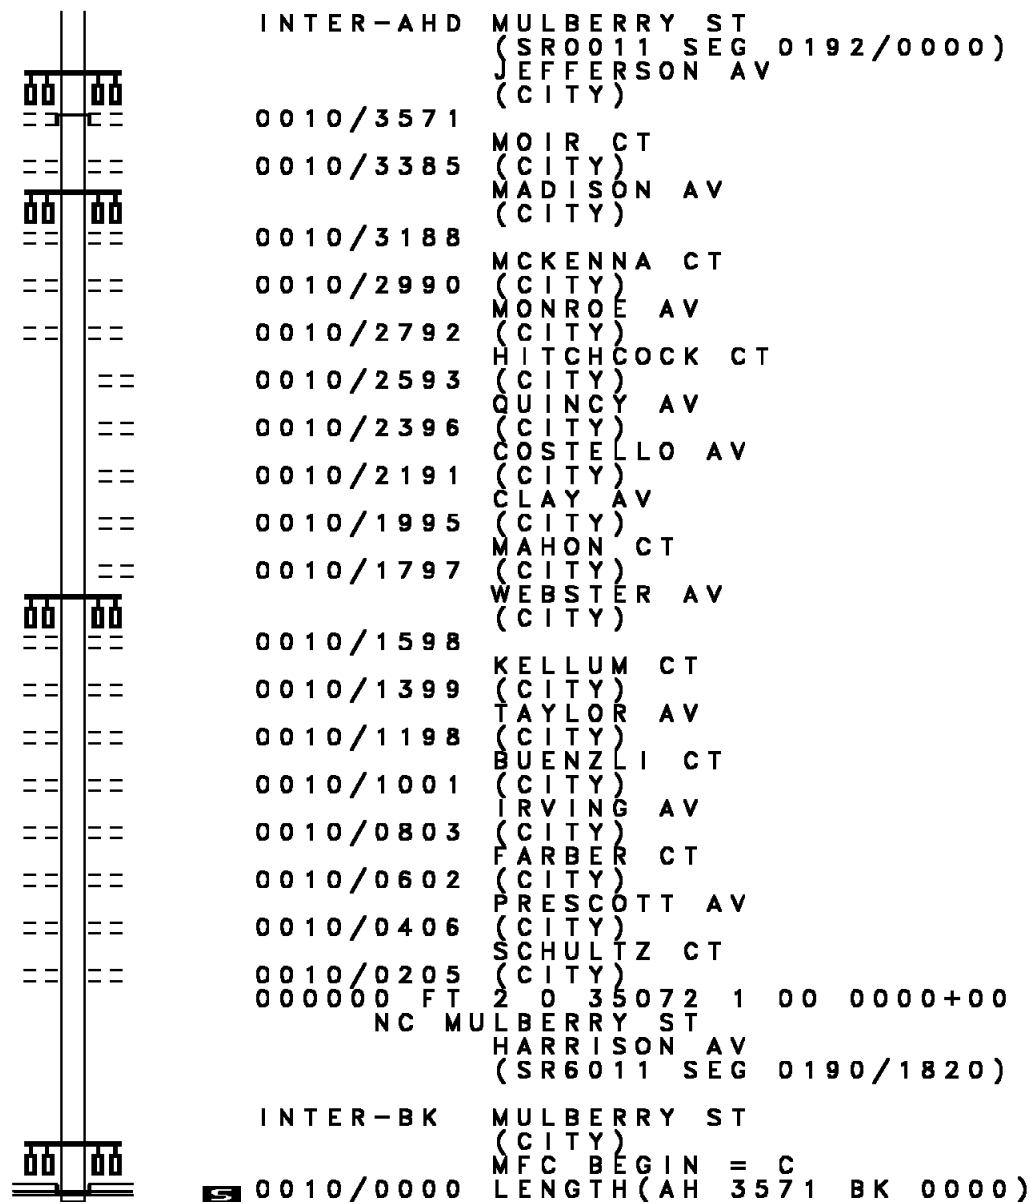 INTER-AHD MULBERRY ST
(SR0011 SEG 0192/0000)
JEFFERSON AV
(CITY)
0010/3571
MOIR CT
0010/3385 (CITY)
MADISON AV
(CITY)
0010/3188
MCKENNA CT
0010/2990 (CITY)
MONROE AV
0010/2792 (CITY)
HITCHCOCK CT
0010/2593 (CITY)
QUINCY AV
0010/2396 (CITY)
COSTELLO AV
0010/2191 (CITY)
CLAY AV
0010/1995 (CITY)
MAHON CT
0010/1797 (CITY)
WEBSTER AV
(CITY)
0010/1598
KELLUM CT
0010/1399 (CITY)
TAYLOR AV
0010/1198 (CITY)
BUENZLI CT
0010/1001 (CITY)
IRVING AV
0010/0803 (CITY)
FARBER CT
0010/0602 (CITY)
PRESCOTT AV
0010/0406 (CITY)
SCHULTZ CT
0010/0205 (CITY)
000000 FT 2 0 35072 1 00 0000+00
NC MULBERRY ST
HARRISON AV
(SR6011 SEG 0190/1820)
INTER-BK MULBERRY ST
(CITY)
MFC BEGIN = C
S 0010/0000 LENGTH(AH 3571 BK 0000)